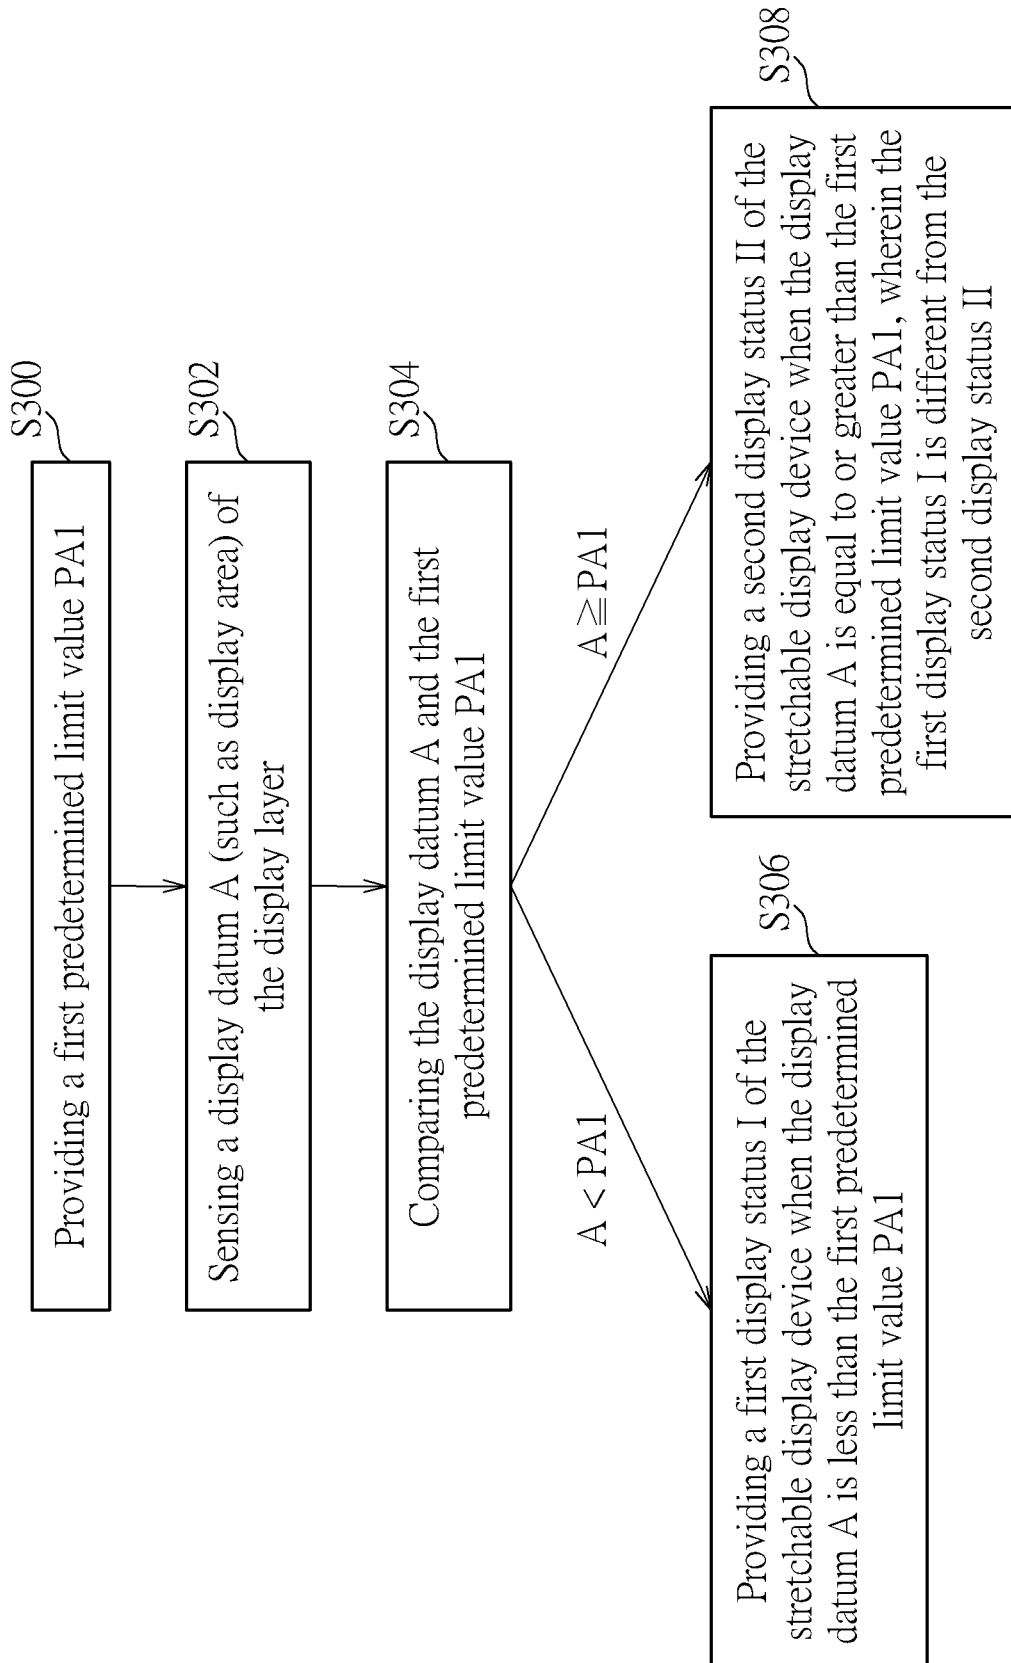 S300
Providing a first predetermined limit value PA1
S302
Sensing a display datum A (such as display area) of
the display layer
S304
Comparing the display datum A and the first
predetermined limit value PA1
A < PA1
A ≧ PA1
S306
Providing a first display status I of the
stretchable display device when the display
datum A is less than the first predetermined
limit value PA1
S308
Providing a second display status II of the
stretchable display device when the display
datum A is equal to or greater than the first
predetermined limit value PA1, wherein the
first display status I is different from the
second display status II